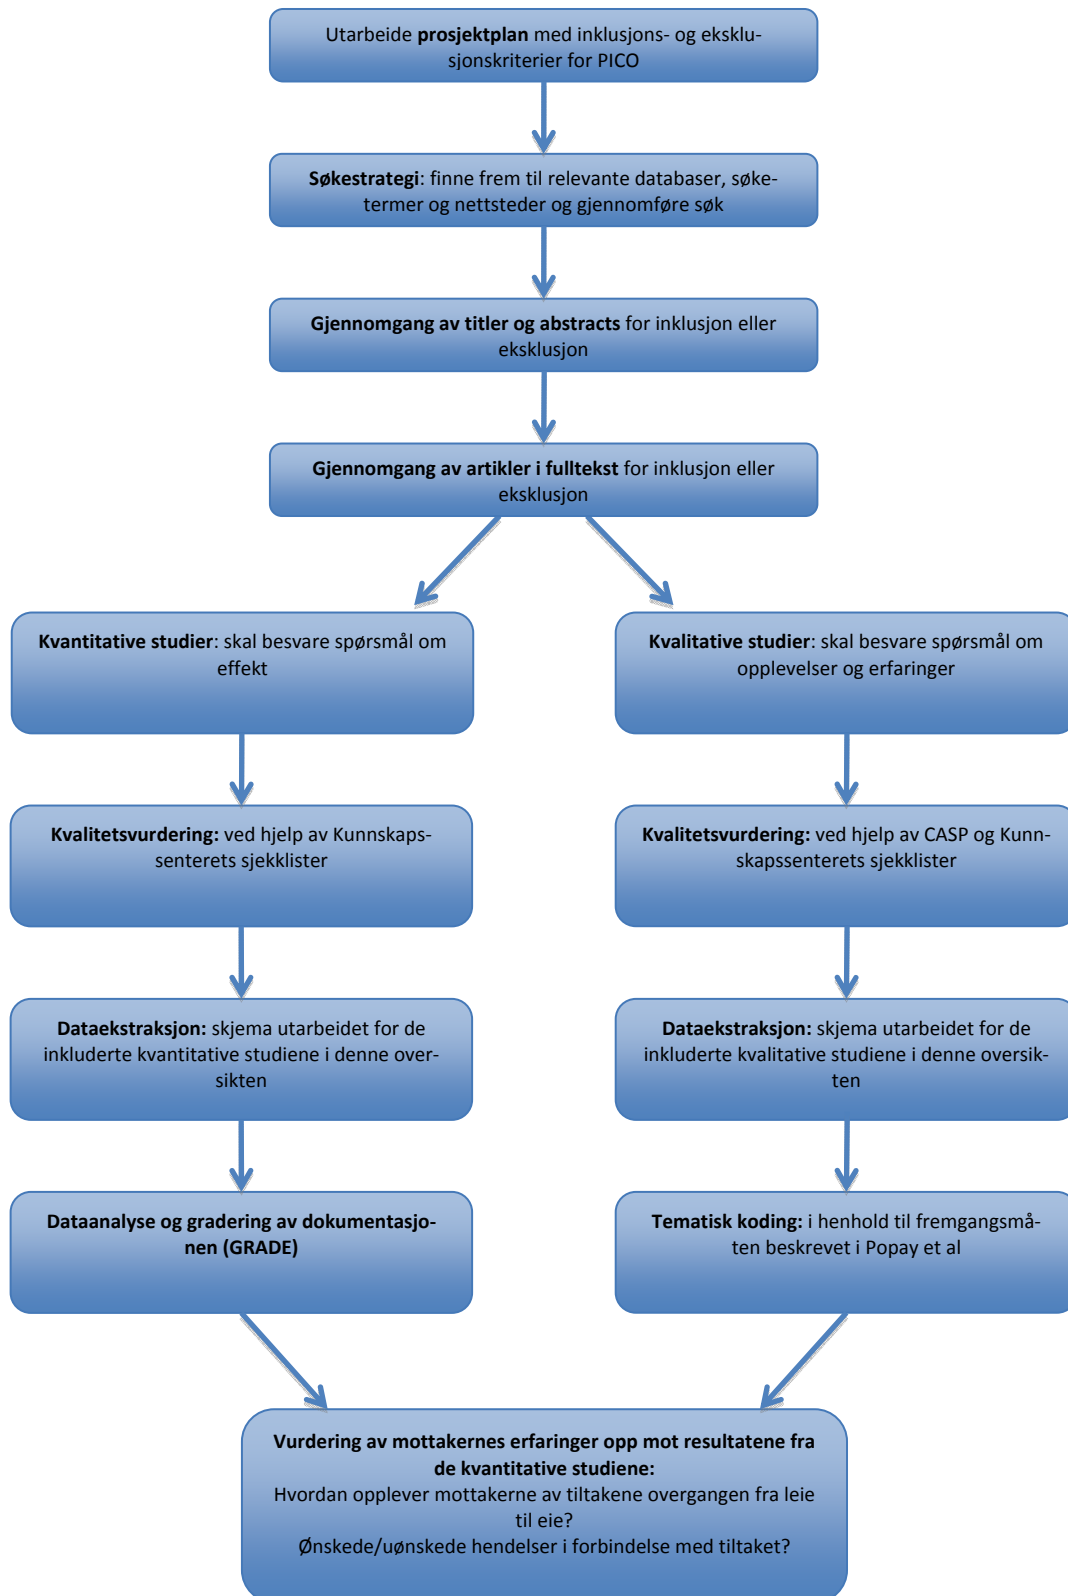 Utarbeide prosjektplan med inklusjons- og eksklu-
sjonskriterier for PICO
Søkestrategi: finne frem til relevante databaser, søke-
termer og nettsteder og gjennomføre søk
Gjennomgang av titler og abstracts for inklusjon eller
eksklusjon
Gjennomgang av artikler i fulltekst for inklusjon eller
eksklusjon
Kvantitative studier: skal besvare spørsmål om
effekt
Kvalitative studier: skal besvare spørsmål om
opplevelser og erfaringer
Kvalitetsvurdering: ved hjelp av Kunnskaps-
senterets sjekklister
Kvalitetsvurdering: ved hjelp av CASP og Kunn-
skapssenterets sjekklister
Dataekstraksjon: skjema utarbeidet for de
inkluderte kvantitative studiene i denne over-
sikten
Dataekstraksjon: skjema utarbeidet for de
inkluderte kvalitative studiene i denne oversik-
ten
Dataanalyse og gradering av dokumentasjo-
nen (GRADE)
Tematisk koding: i henhold til fremgangsmå-
ten beskrevet i Popay et al
Vurdering av mottakernes erfaringer opp mot resultatene fra
de kvantitative studiene:
Hvordan opplever mottakerne av tiltakene overgangen fra leie
til eie?
Ønskede/uønskede hendelser i forbindelse med tiltaket?